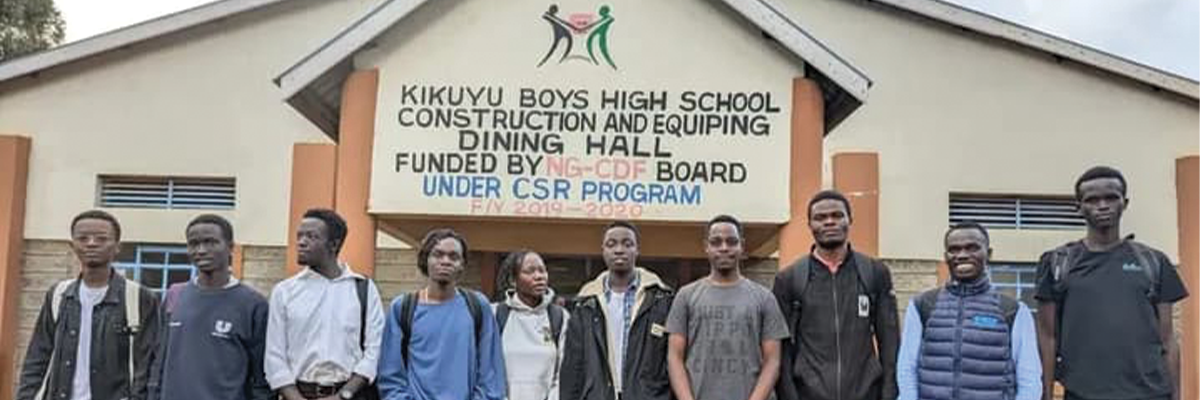 KIKUYU BOYS HIGH SCHOOL
CONSTRUCTION AND EQUIPING
DINING HALL
FUNDED BY NG-CDF BOARD
UNDER CSR PROGRAM
F/Y 2019-2020